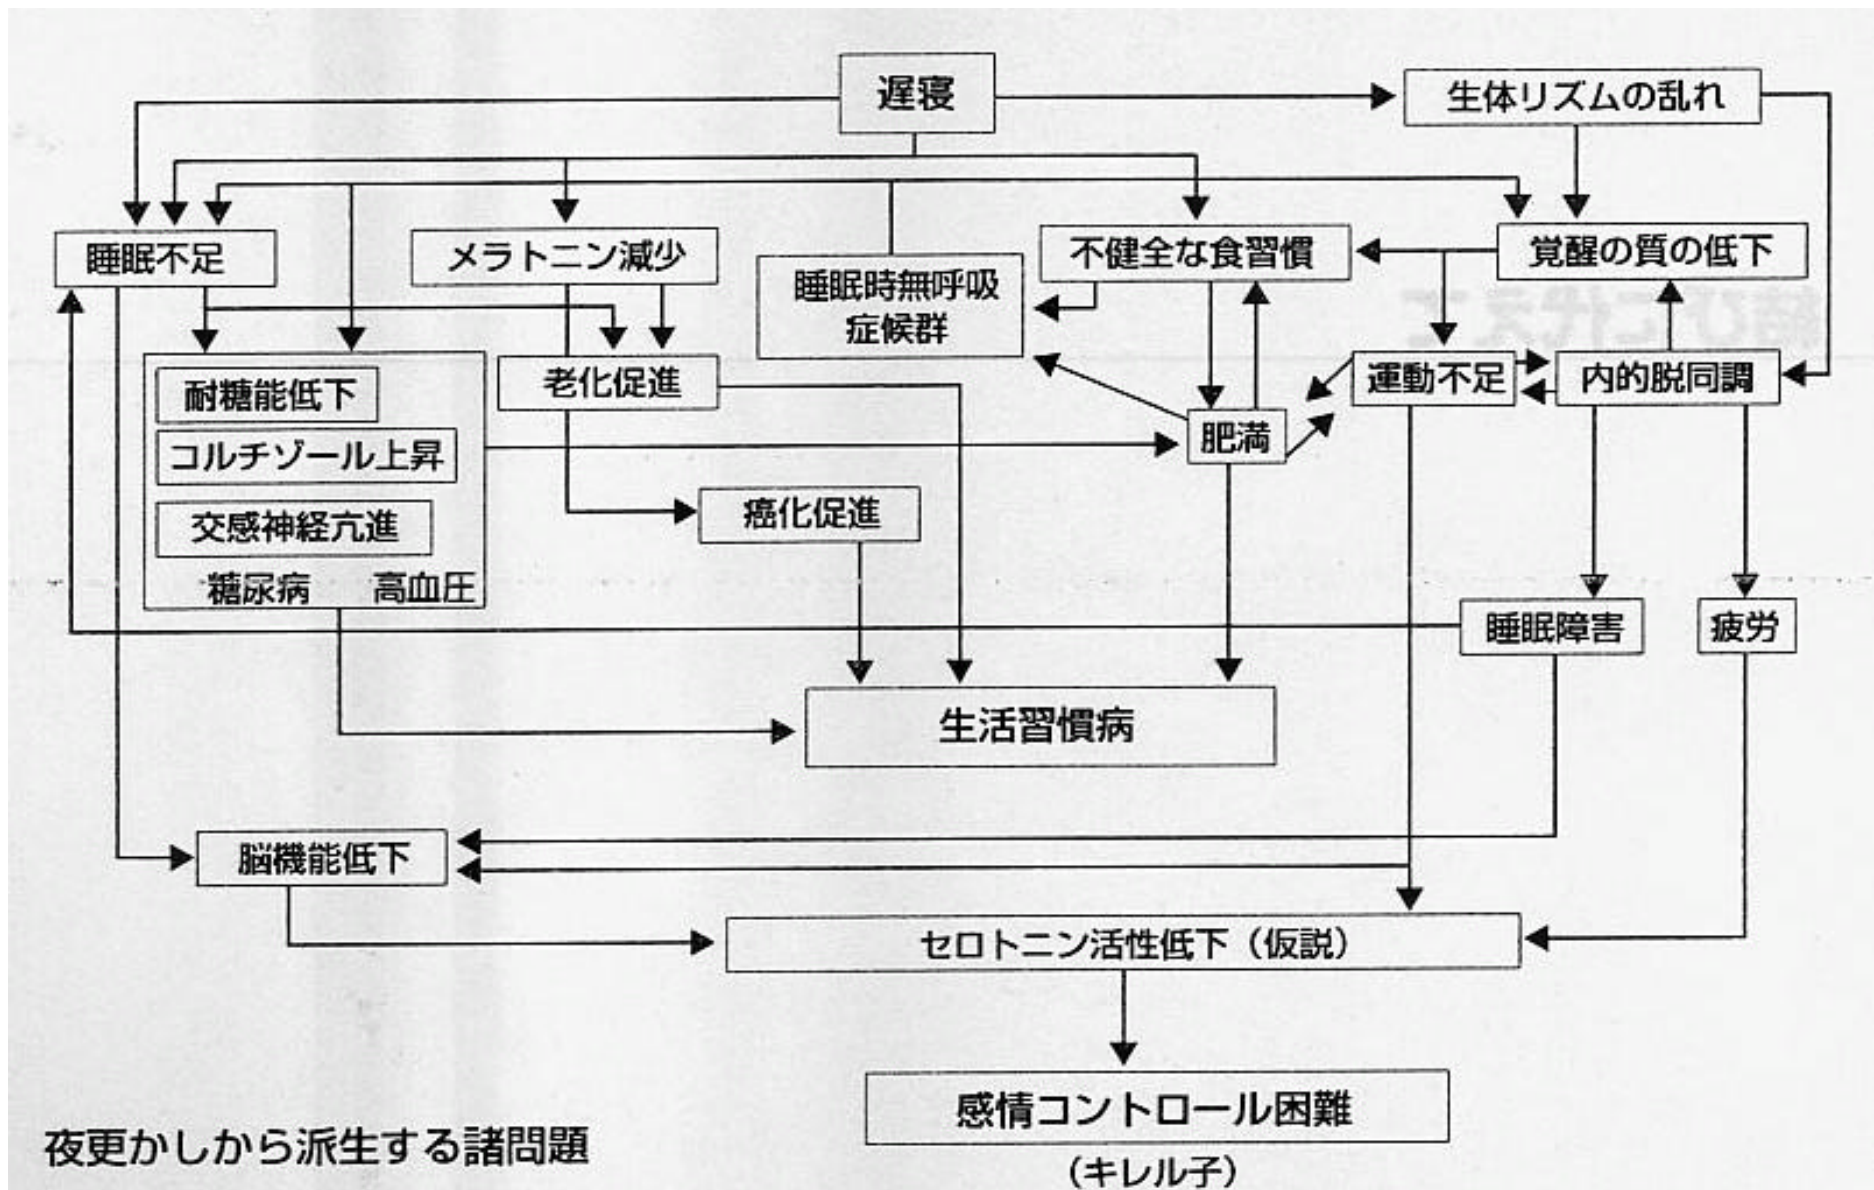 遅寝
生体リズムの乱れ
睡眠不足
メラトニン減少
睡眠時無呼吸
症候群
不健全な食習慣
覚醒の質の低下
耐糖能低下
コルチゾール上昇
交感神経亢進
糖尿病 高血圧
老化促進
肥満
運動不足
内的脱同調
癌化促進
睡眠障害
疲労
生活習慣病
脳機能低下
セロトニン活性低下（仮説）
感情コントロール困難
（キレル子）
夜更かしから派生する諸問題
結びに代えて